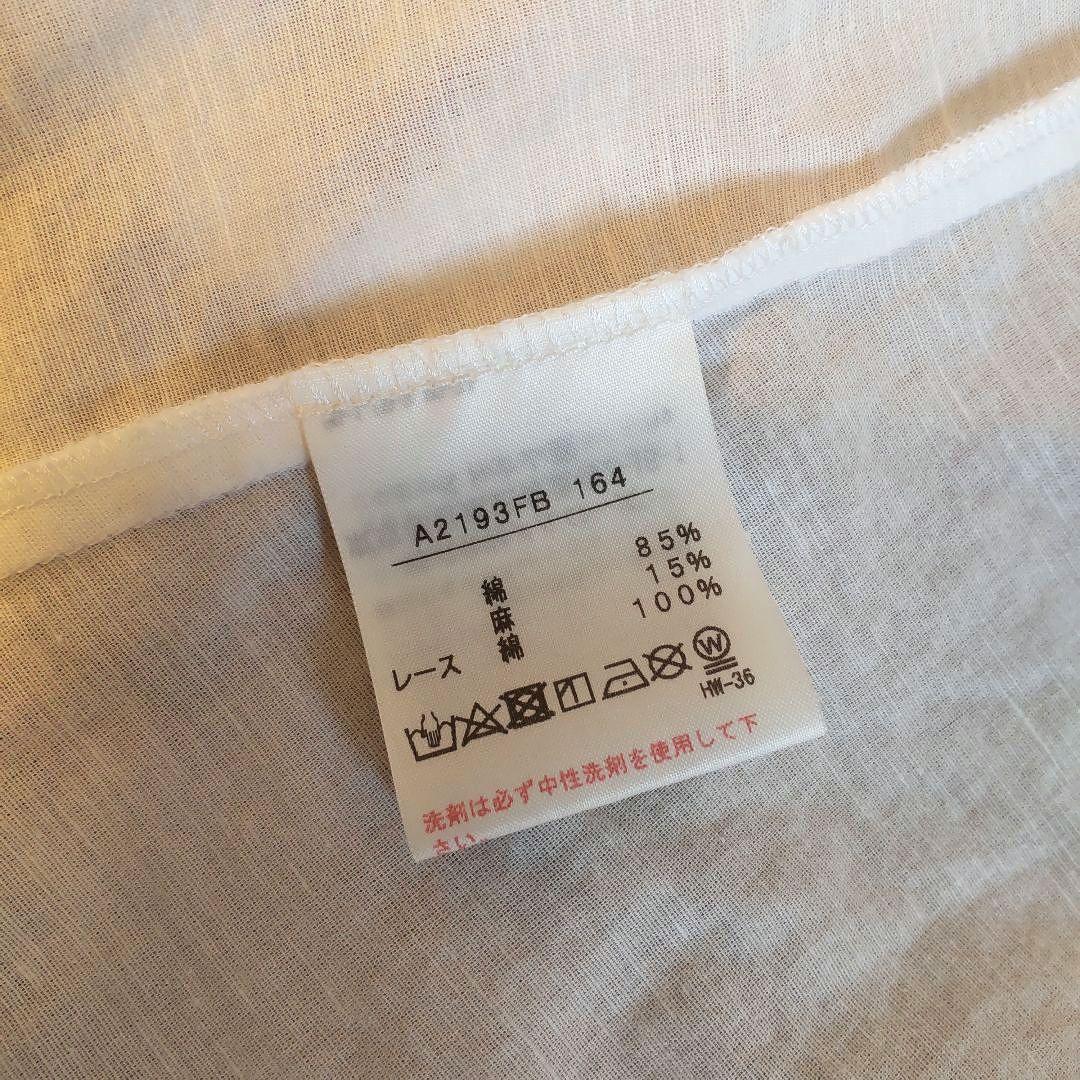 A2193FB 164
綿 85%
麻 15%
レース 綿 100%
W
HW-36
洗剤は必ず中性洗剤を使用して下
さい。